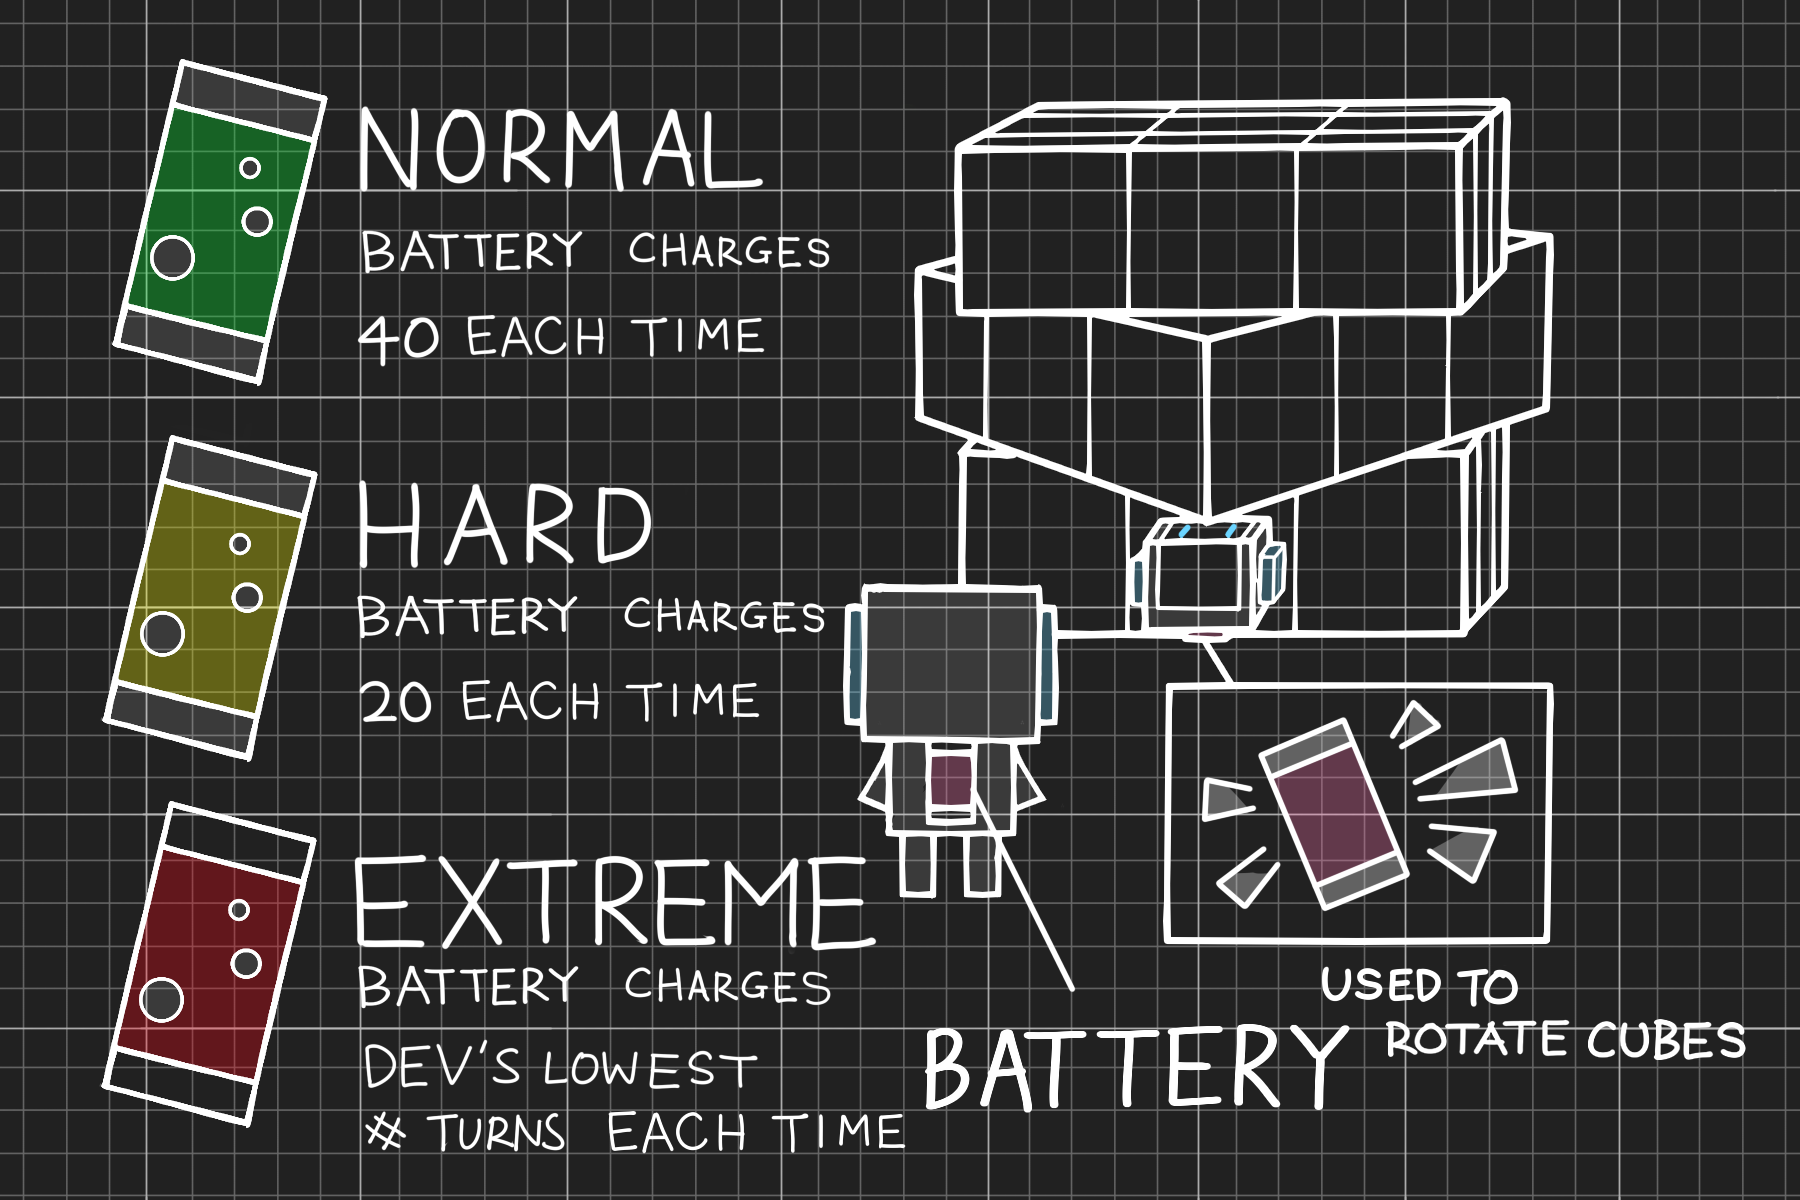 NORMAL
BATTERY CHARGES
40 EACH TIME
HARD
BATTERY CHARGES
20 EACH TIME
EXTREME
BATTERY CHARGES
DEV'S LOWEST
# TURNS EACH TIME
BATTERY
USED TO
ROTATE CUBES